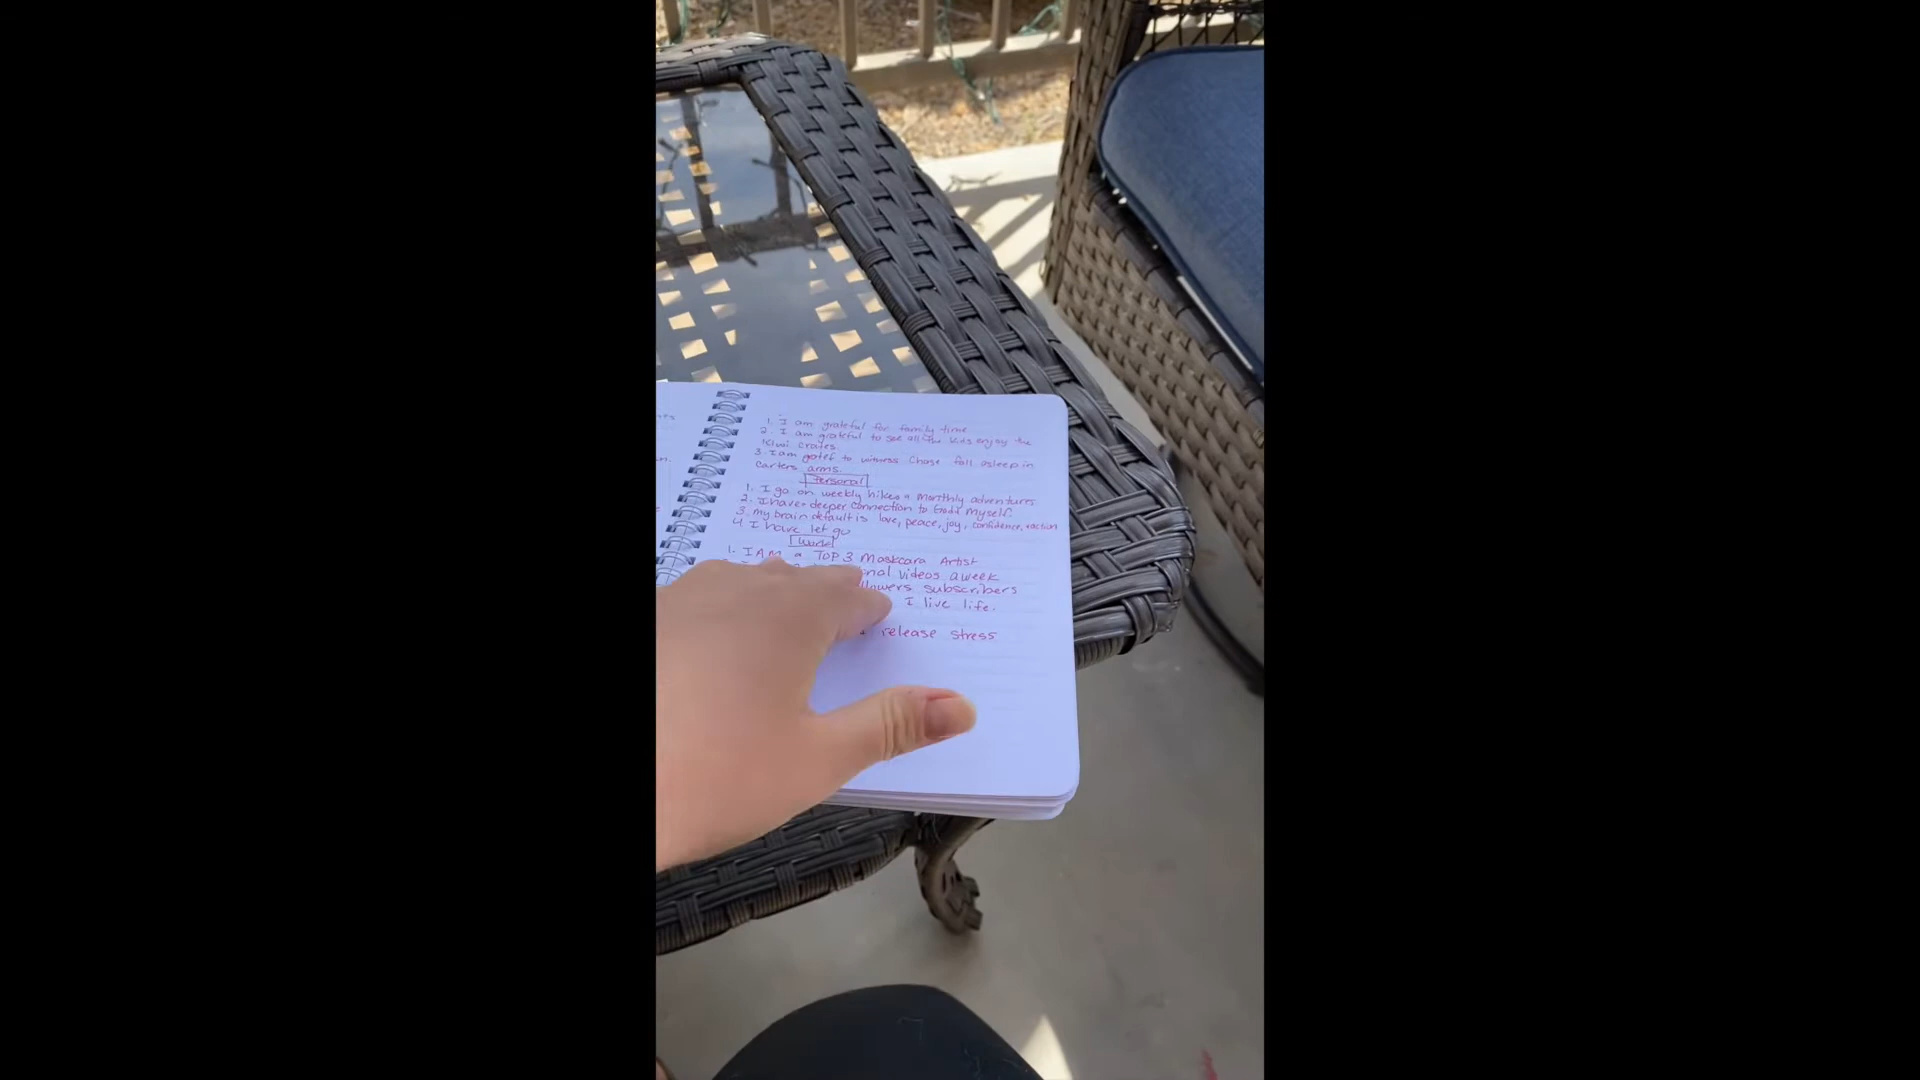 1. I am grateful for family time
2. I am grateful to see all the kids enjoy the
Kiwi Crates.
3. I am gratef to witness Chase fall asleep in
Carters arms.
Personal
1. I go on weekly hikes + monthly adventures
2. I have a deeper connection to God & Myself.
3. My brain default is love, peace, joy, confidence, + action
4. I have let go
Work
1. I AM a TOP 3 Maskcara Artist
onal videos a week
llowers subscribers
I live life.
I release stress